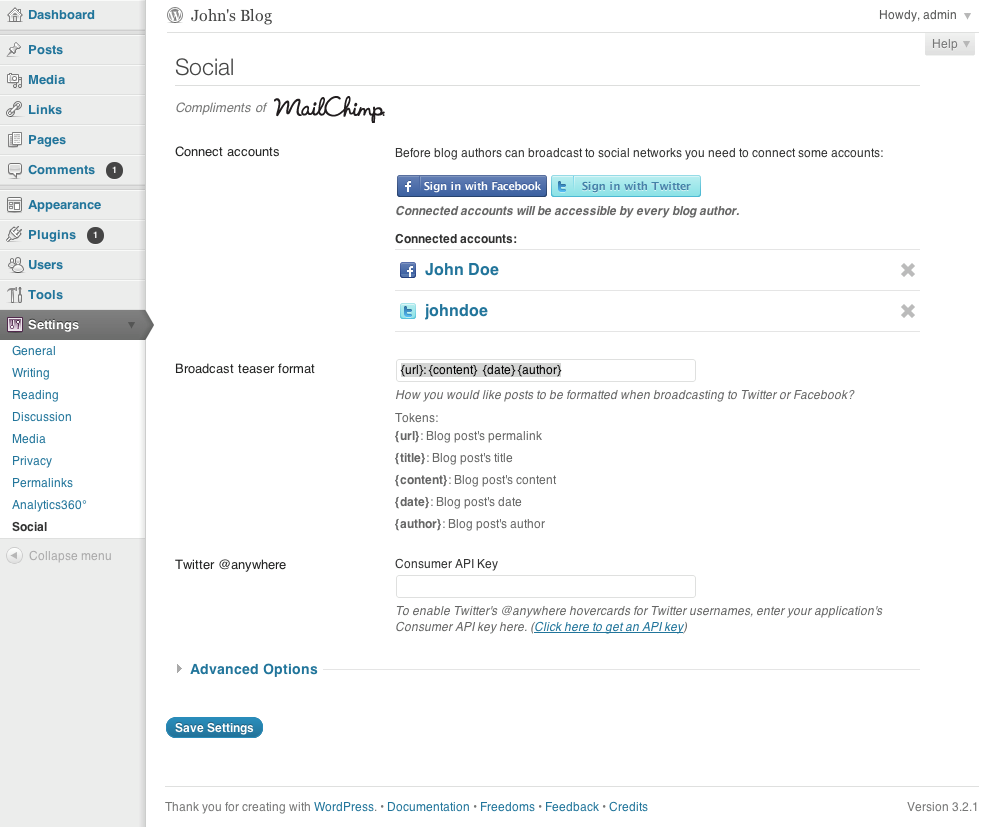 Dashboard
Posts
Media
Links
Pages
Comments 1
Appearance
Plugins 1
Users
Tools
Settings
General
Writing
Reading
Discussion
Media
Privacy
Permalinks
Analytics360°
Social
Collapse menu
John's Blog
Howdy, admin
Help
Social
Compliments of MailChimp
Connect accounts
Before blog authors can broadcast to social networks you need to connect some accounts:
Sign in with Facebook Sign in with Twitter
Connected accounts will be accessible by every blog author.
Connected accounts:
John Doe
johndoe
Broadcast teaser format
{url}: {content} {date} {author}
How you would like posts to be formatted when broadcasting to Twitter or Facebook?
Tokens:
{url}: Blog post's permalink
{title}: Blog post's title
{content}: Blog post's content
{date}: Blog post's date
{author}: Blog post's author
Twitter @anywhere
Consumer API Key
To enable Twitter's @anywhere hovercards for Twitter usernames, enter your application's
Consumer API key here. (Click here to get an API key)
Advanced Options
Save Settings
Thank you for creating with WordPress. • Documentation • Freedoms • Feedback • Credits
Version 3.2.1